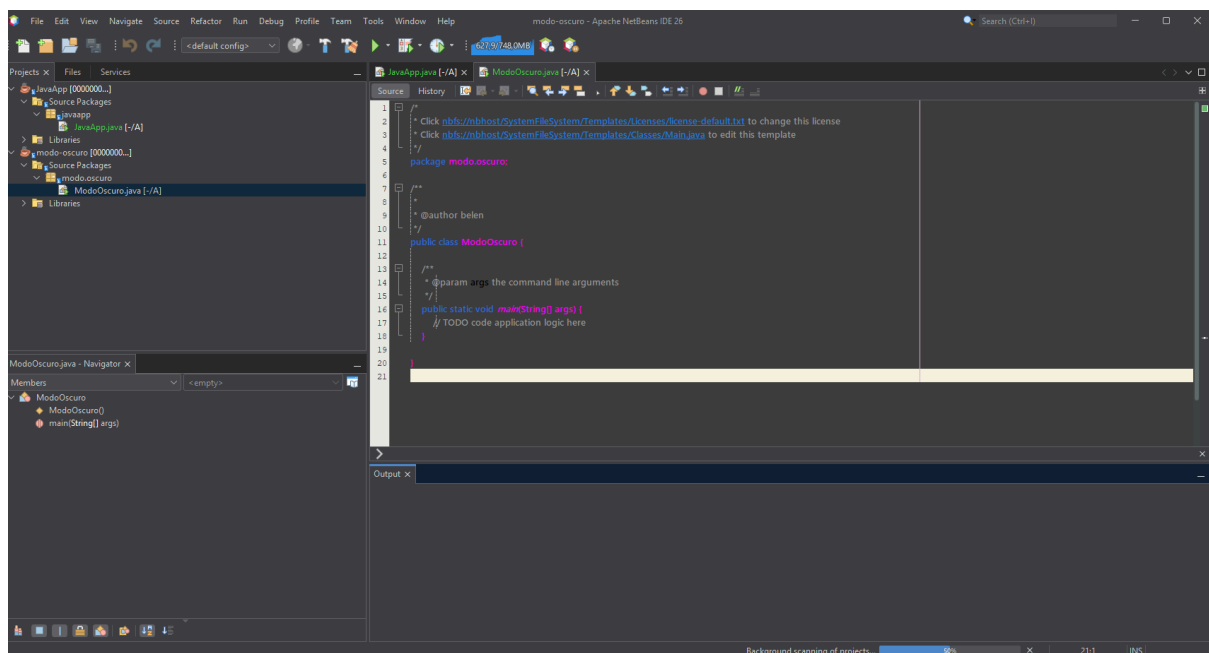 File Edit View Navigate Source Refactor Run Debug Profile Team Tools Window Help modo-oscuro - Apache NetBeans IDE 26 Search (Ctrl+I)
<default config> 627.9/748.0MB
Projects Files Services
JavaApp [0000000...]
Source Packages
javaapp
JavaApp.java [-/A]
Libraries
modo-oscuro [0000000...]
Source Packages
modo.oscuro
ModoOscuro.java [-/A]
Libraries
ModoOscuro.java - Navigator
Members <empty>
ModoOscuro
ModoOscuro()
main(String[] args)
JavaApp.java [-/A] ModoOscuro.java [-/A]
Source History
1 /*
2 * Click nbfs://nbhost/SystemFileSystem/Templates/Licenses/license-default.txt to change this license
3 * Click nbfs://nbhost/SystemFileSystem/Templates/Classes/Main.java to edit this template
4 */
5 package modo.oscuro;
6
7 /**
8 *
9 * @author belen
10 */
11 public class ModoOscuro {
12
13 /**
14 * @param args the command line arguments
15 */
16 public static void main(String[] args) {
17 // TODO code application logic here
18 }
19
20 }
21
Output
Background scanning of projects... 50% 21:1 INS